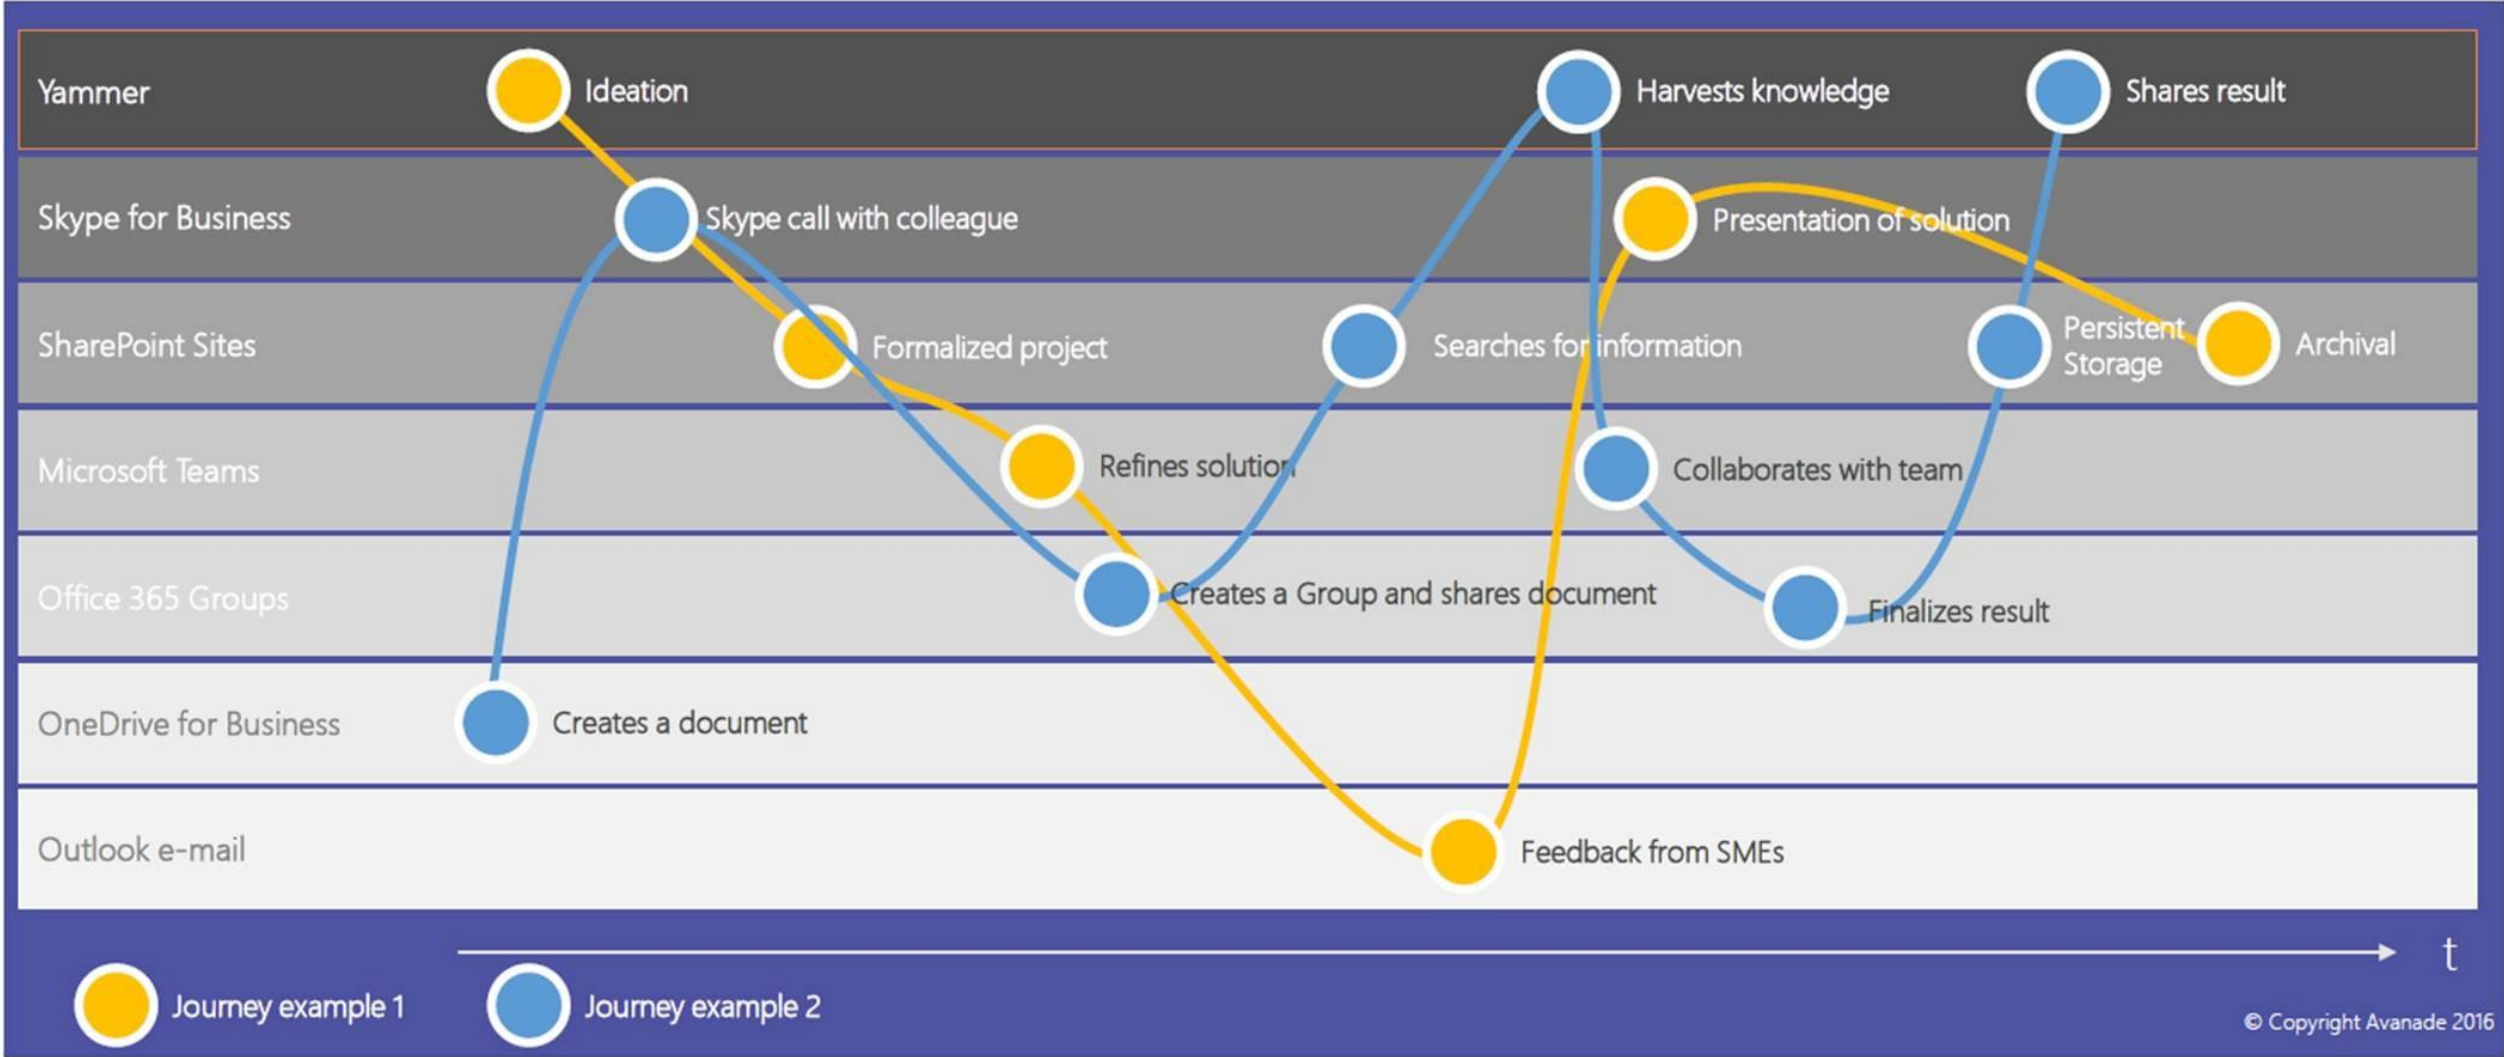 Yammer
Ideation
Harvests knowledge
Shares result
Skype for Business
Skype call with colleague
Presentation of solution
SharePoint Sites
Formalized project
Searches for information
Persistent
Storage
Archival
Microsoft Teams
Refines solution
Collaborates with team
Office 365 Groups
Creates a Group and shares document
Finalizes result
OneDrive for Business
Creates a document
Outlook e-mail
Feedback from SMEs
t
Journey example 1
Journey example 2
© Copyright Avanade 2016